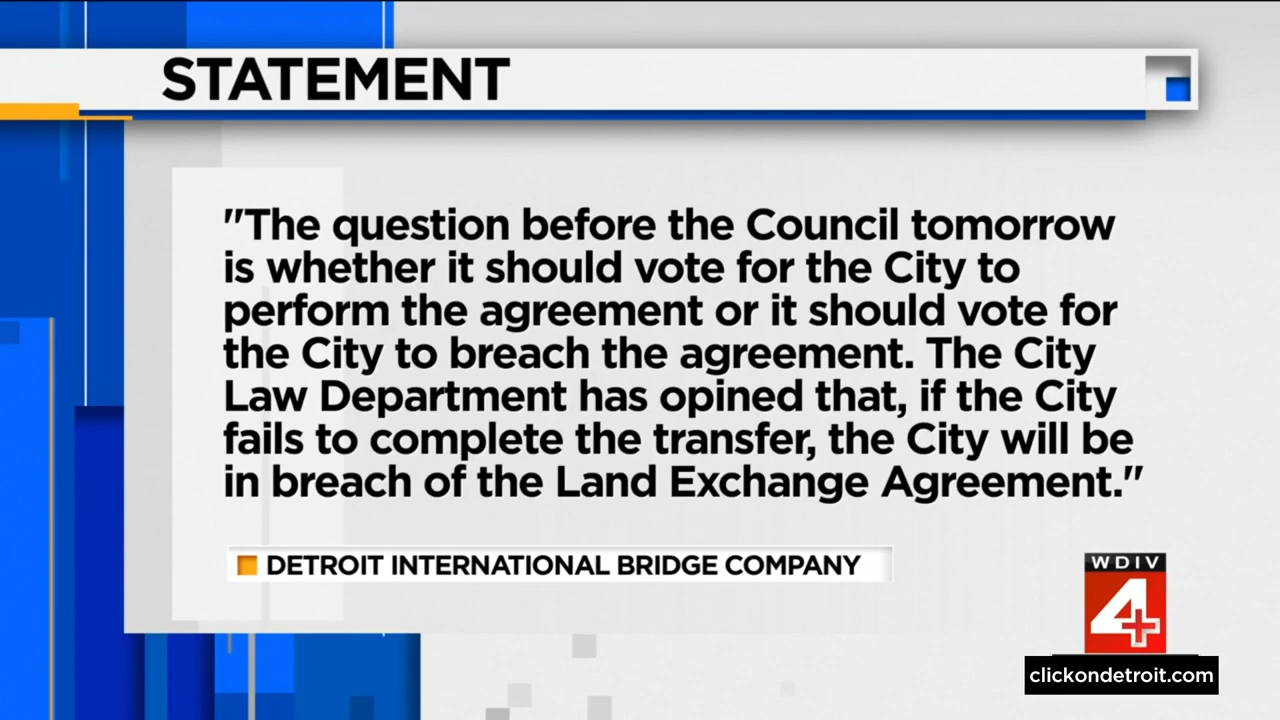 STATEMENT
"The question before the Council tomorrow
is whether it should vote for the City to
perform the agreement or it should vote for
the City to breach the agreement. The City
Law Department has opined that, if the City
fails to complete the transfer, the City will be
in breach of the Land Exchange Agreement."
DETROIT INTERNATIONAL BRIDGE COMPANY
WDIV
4+
clickondetroit.com